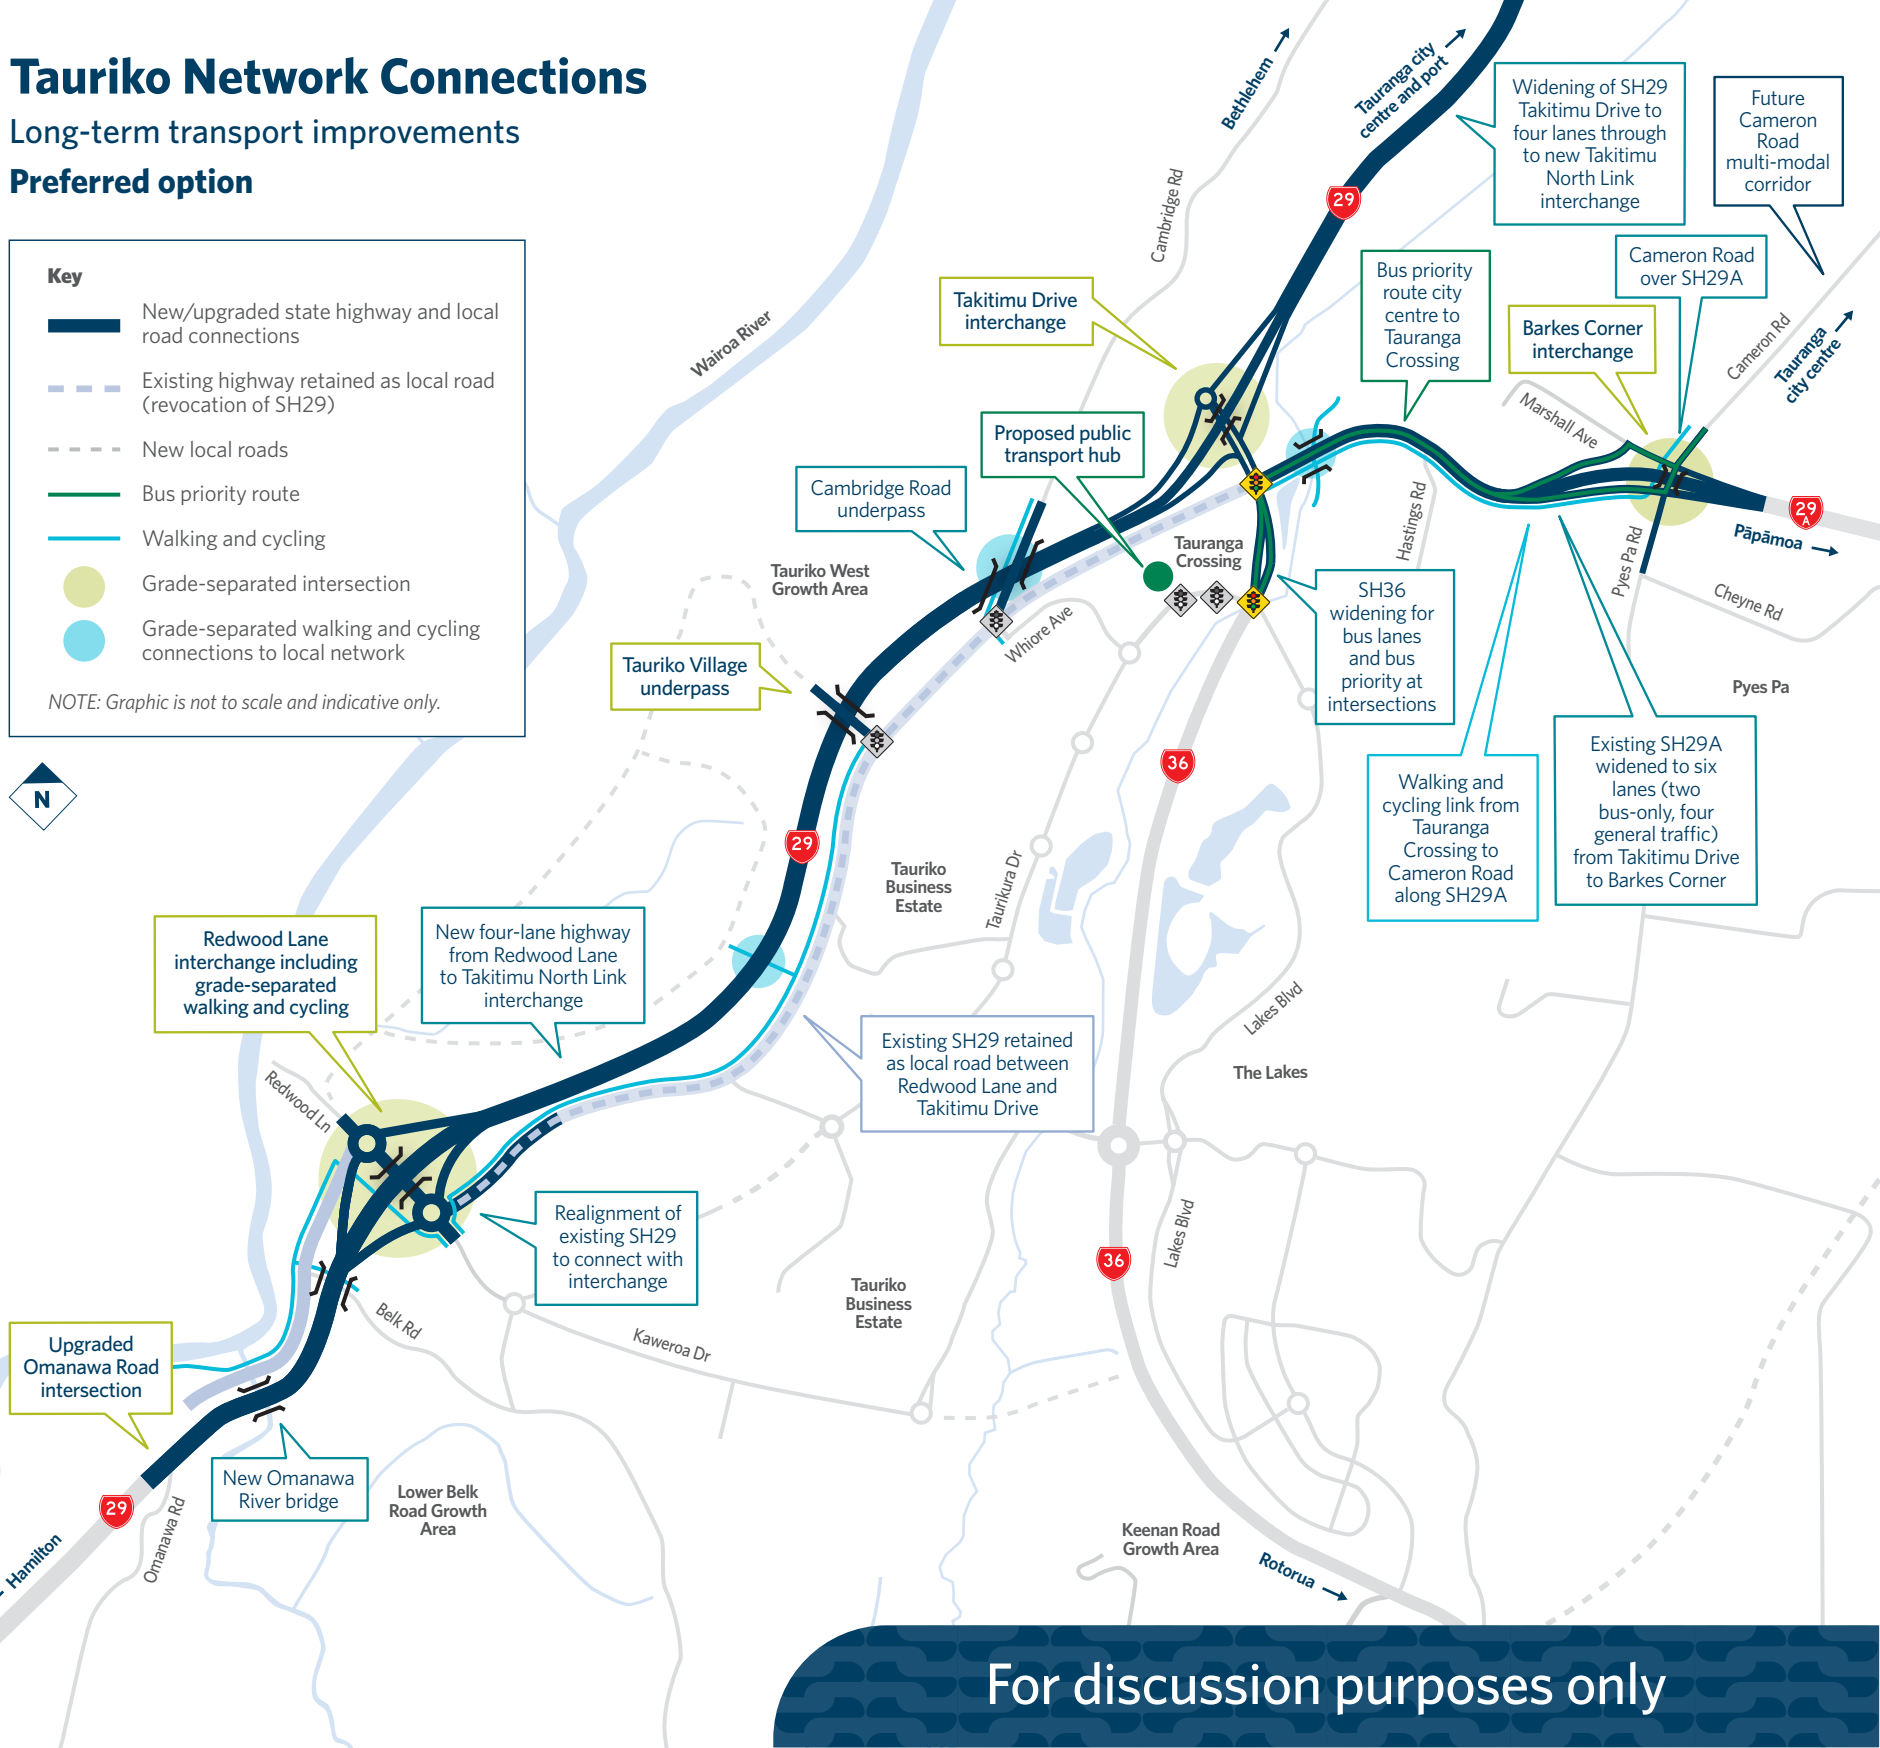 Tauriko Network Connections
Long-term transport improvements
Preferred option
Key
New/upgraded state highway and local
road connections
Existing highway retained as local road
(revocation of SH29)
New local roads
Bus priority route
Walking and cycling
Grade-separated intersection
Grade-separated walking and cycling
connections to local network
NOTE: Graphic is not to scale and indicative only.
N
Wairoa River
Bethlehem
Tauranga city
centre and port
Cambridge Rd
29
Widening of SH29
Takitimu Drive to
four lanes through
to new Takitimu
North Link
interchange
Future
Cameron
Road
multi-modal
corridor
Cameron Road
over SH29A
Bus priority
route city
centre to
Tauranga
Crossing
Takitimu Drive
interchange
Barkes Corner
interchange
Cameron Rd
Tauranga
city centre
Marshall Ave
Proposed public
transport hub
Cambridge Road
underpass
29
A
Pāpāmoa
Hastings Rd
Pyes Pa Rd
Cheyne Rd
Pyes Pa
Tauranga
Crossing
Tauriko West
Growth Area
Whiore Ave
SH36
widening for
bus lanes
and bus
priority at
intersections
Tauriko Village
underpass
36
29
Walking and
cycling link from
Tauranga
Crossing to
Cameron Road
along SH29A
Existing SH29A
widened to six
lanes (two
bus-only, four
general traffic)
from Takitimu Drive
to Barkes Corner
Tauriko
Business
Estate
Taurikura Dr
Redwood Lane
interchange including
grade-separated
walking and cycling
New four-lane highway
from Redwood Lane
to Takitimu North Link
interchange
Existing SH29 retained
as local road between
Redwood Lane and
Takitimu Drive
Lakes Blvd
The Lakes
Redwood Ln
Realignment of
existing SH29
to connect with
interchange
Lakes Blvd
36
Tauriko
Business
Estate
Belk Rd
Kaweroa Dr
Upgraded
Omanawa Road
intersection
New Omanawa
River bridge
29
Omanawa Rd
Hamilton
Lower Belk
Road Growth
Area
Keenan Road
Growth Area
Rotorua
For discussion purposes only